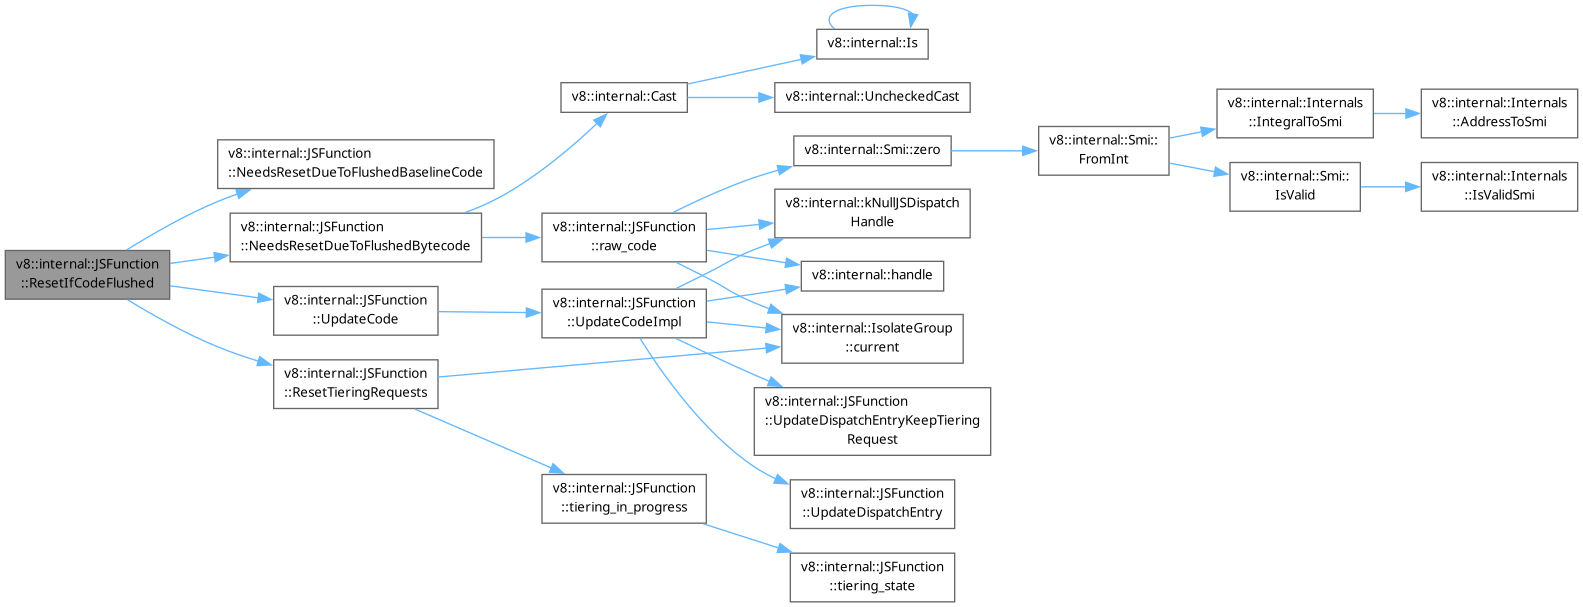 v8::internal::JSFunction
::ResetIfCodeFlushed
v8::internal::JSFunction
::NeedsResetDueToFlushedBaselineCode
v8::internal::JSFunction
::NeedsResetDueToFlushedBytecode
v8::internal::JSFunction
::UpdateCode
v8::internal::JSFunction
::ResetTieringRequests
v8::internal::Cast
v8::internal::JSFunction
::raw_code
v8::internal::JSFunction
::UpdateCodeImpl
v8::internal::JSFunction
::tiering_in_progress
v8::internal::Is
v8::internal::UncheckedCast
v8::internal::Smi::zero
v8::internal::kNullJSDispatch
Handle
v8::internal::handle
v8::internal::IsolateGroup
::current
v8::internal::JSFunction
::UpdateDispatchEntryKeepTiering
Request
v8::internal::JSFunction
::UpdateDispatchEntry
v8::internal::JSFunction
::tiering_state
v8::internal::Smi::
FromInt
v8::internal::Internals
::IntegralToSmi
v8::internal::Smi::
IsValid
v8::internal::Internals
::AddressToSmi
v8::internal::Internals
::IsValidSmi